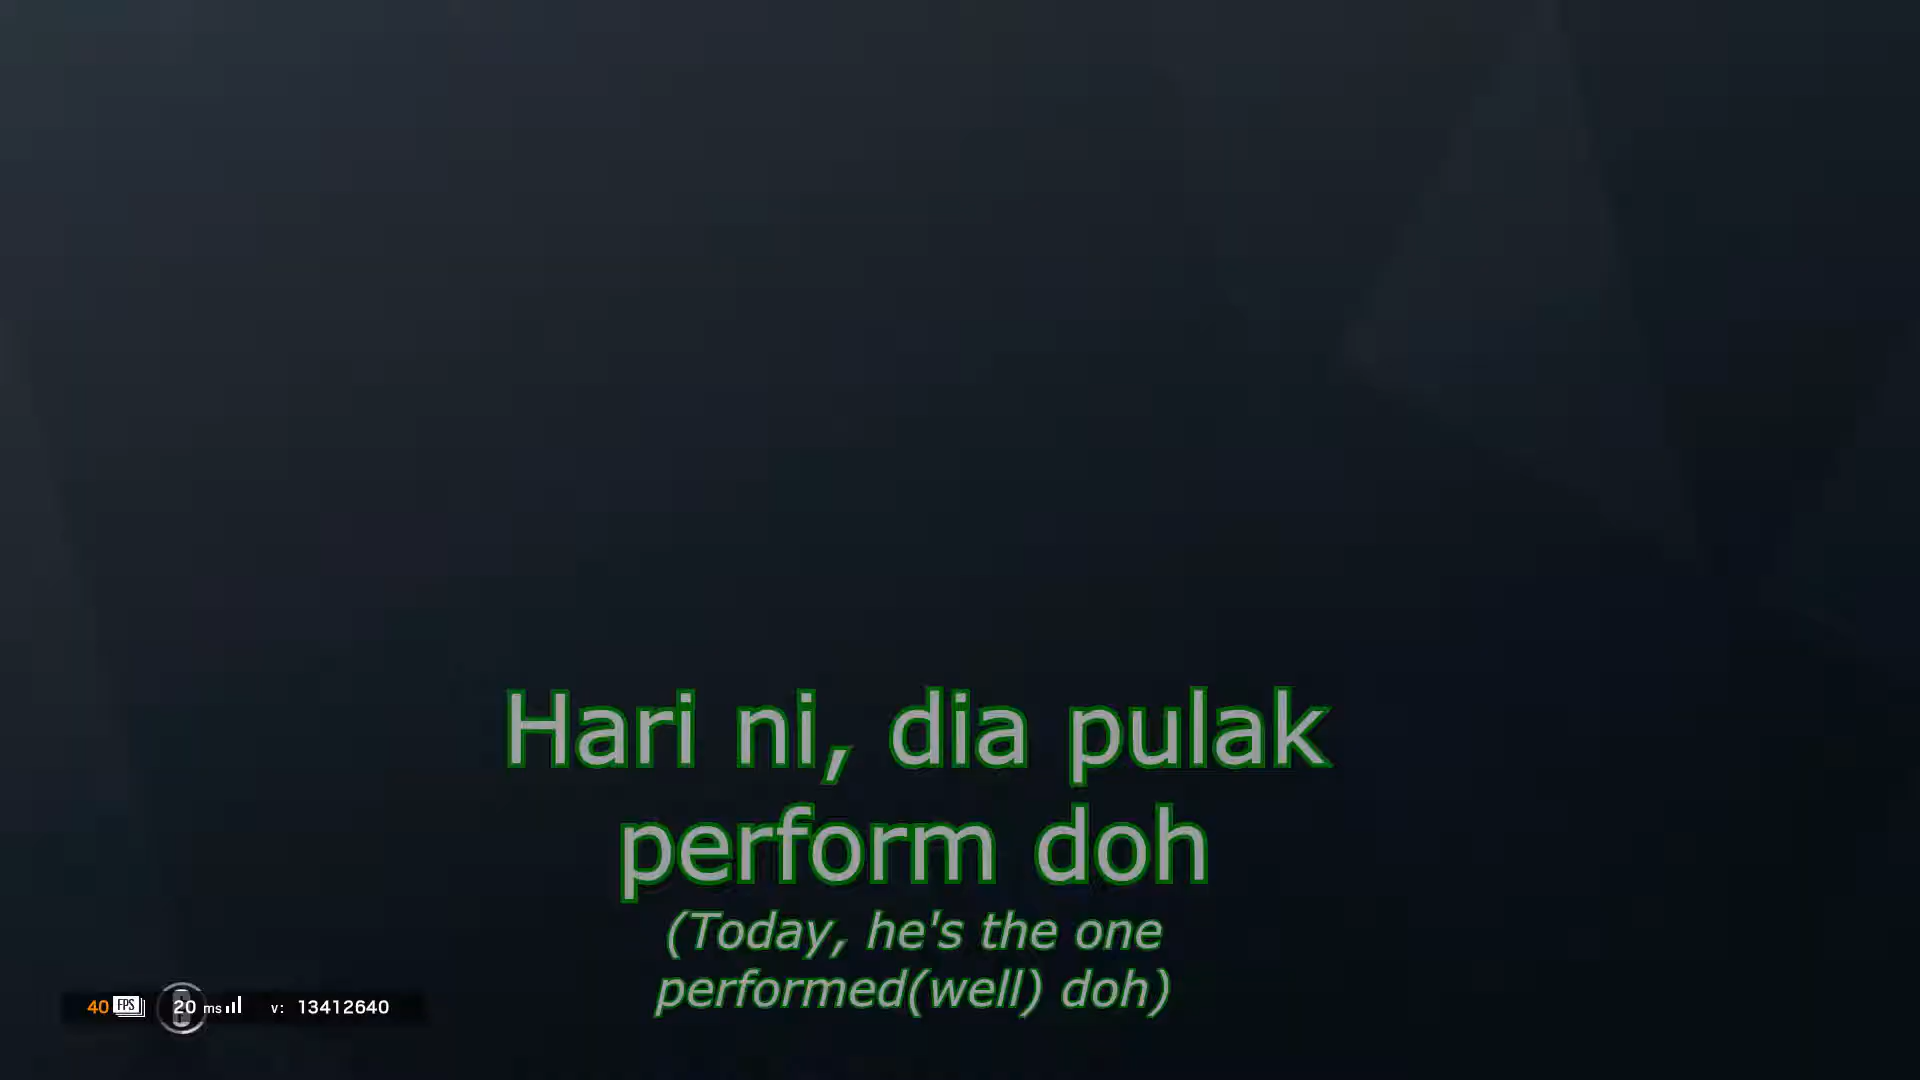 Hari ni, dia pulak
perform doh
(Today, he's the one
performed(well) doh)
40 FPS 20 ms v: 13412640